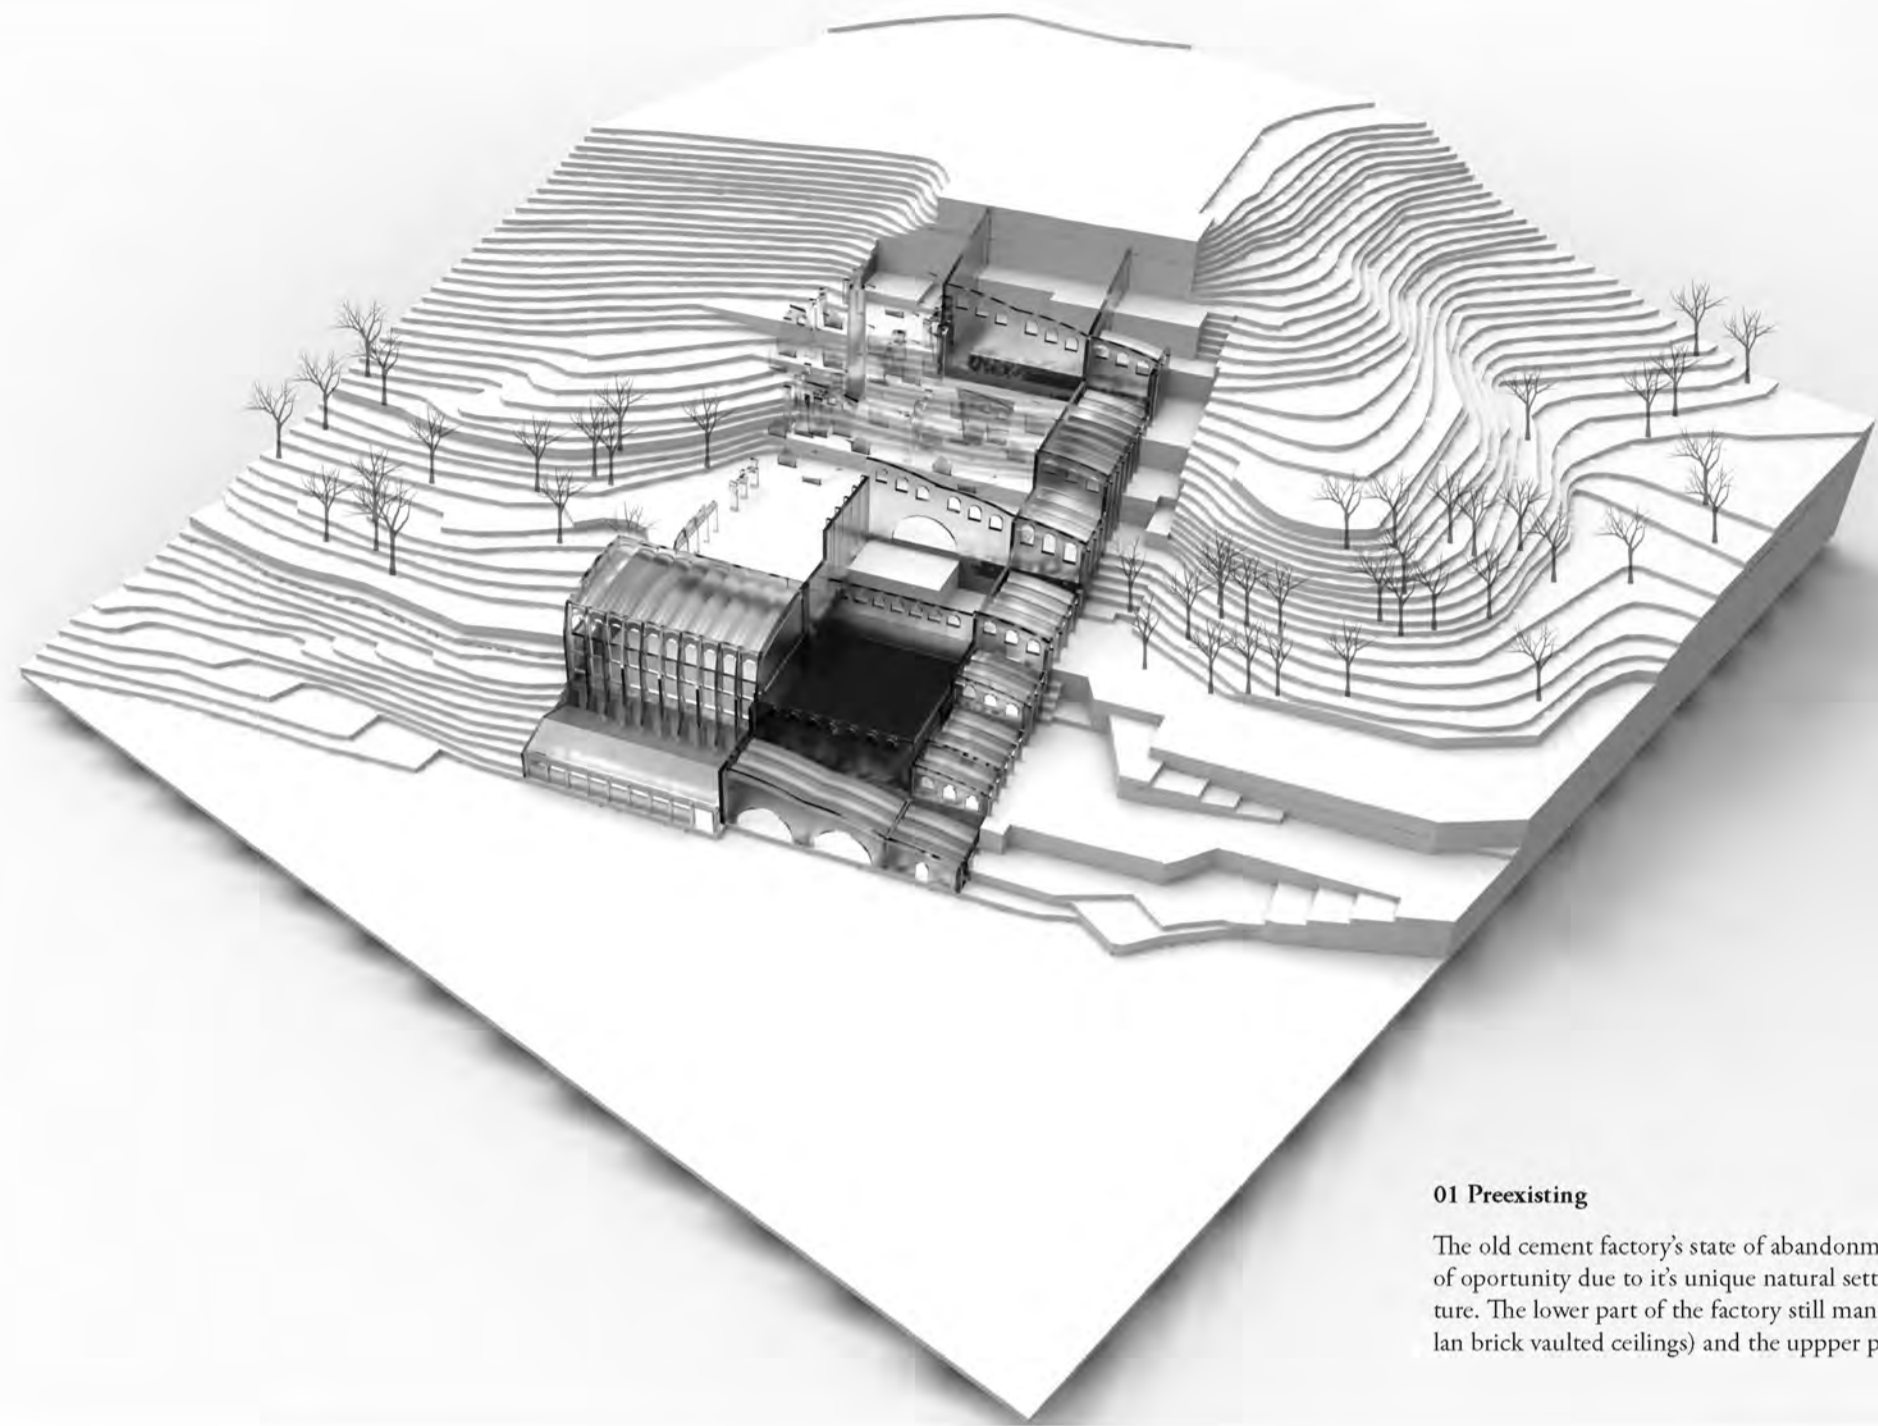 01 Preexisting
The old cement factory's state of abandonm
of oportunity due to it's unique natural sett
ture. The lower part of the factory still man
lan brick vaulted ceilings) and the uppper p